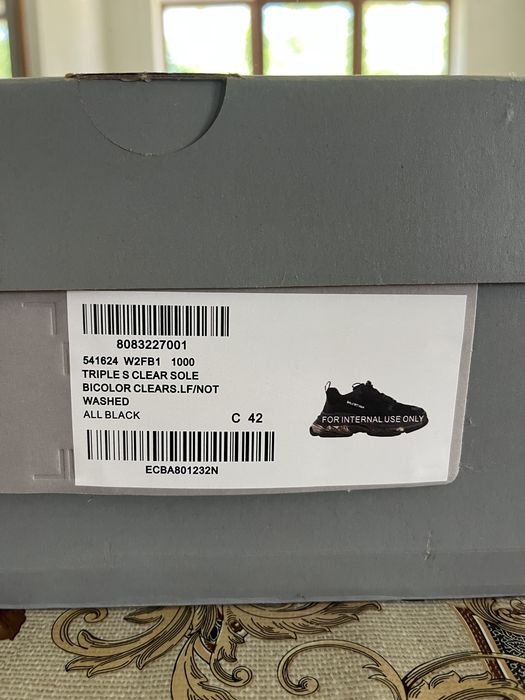 8083227001
541624 W2FB1 1000
TRIPLE S CLEAR SOLE
BICOLOR CLEARS.LF/NOT
WASHED
ALL BLACK C 42
FOR INTERNAL USE ONLY
ECBA801232N